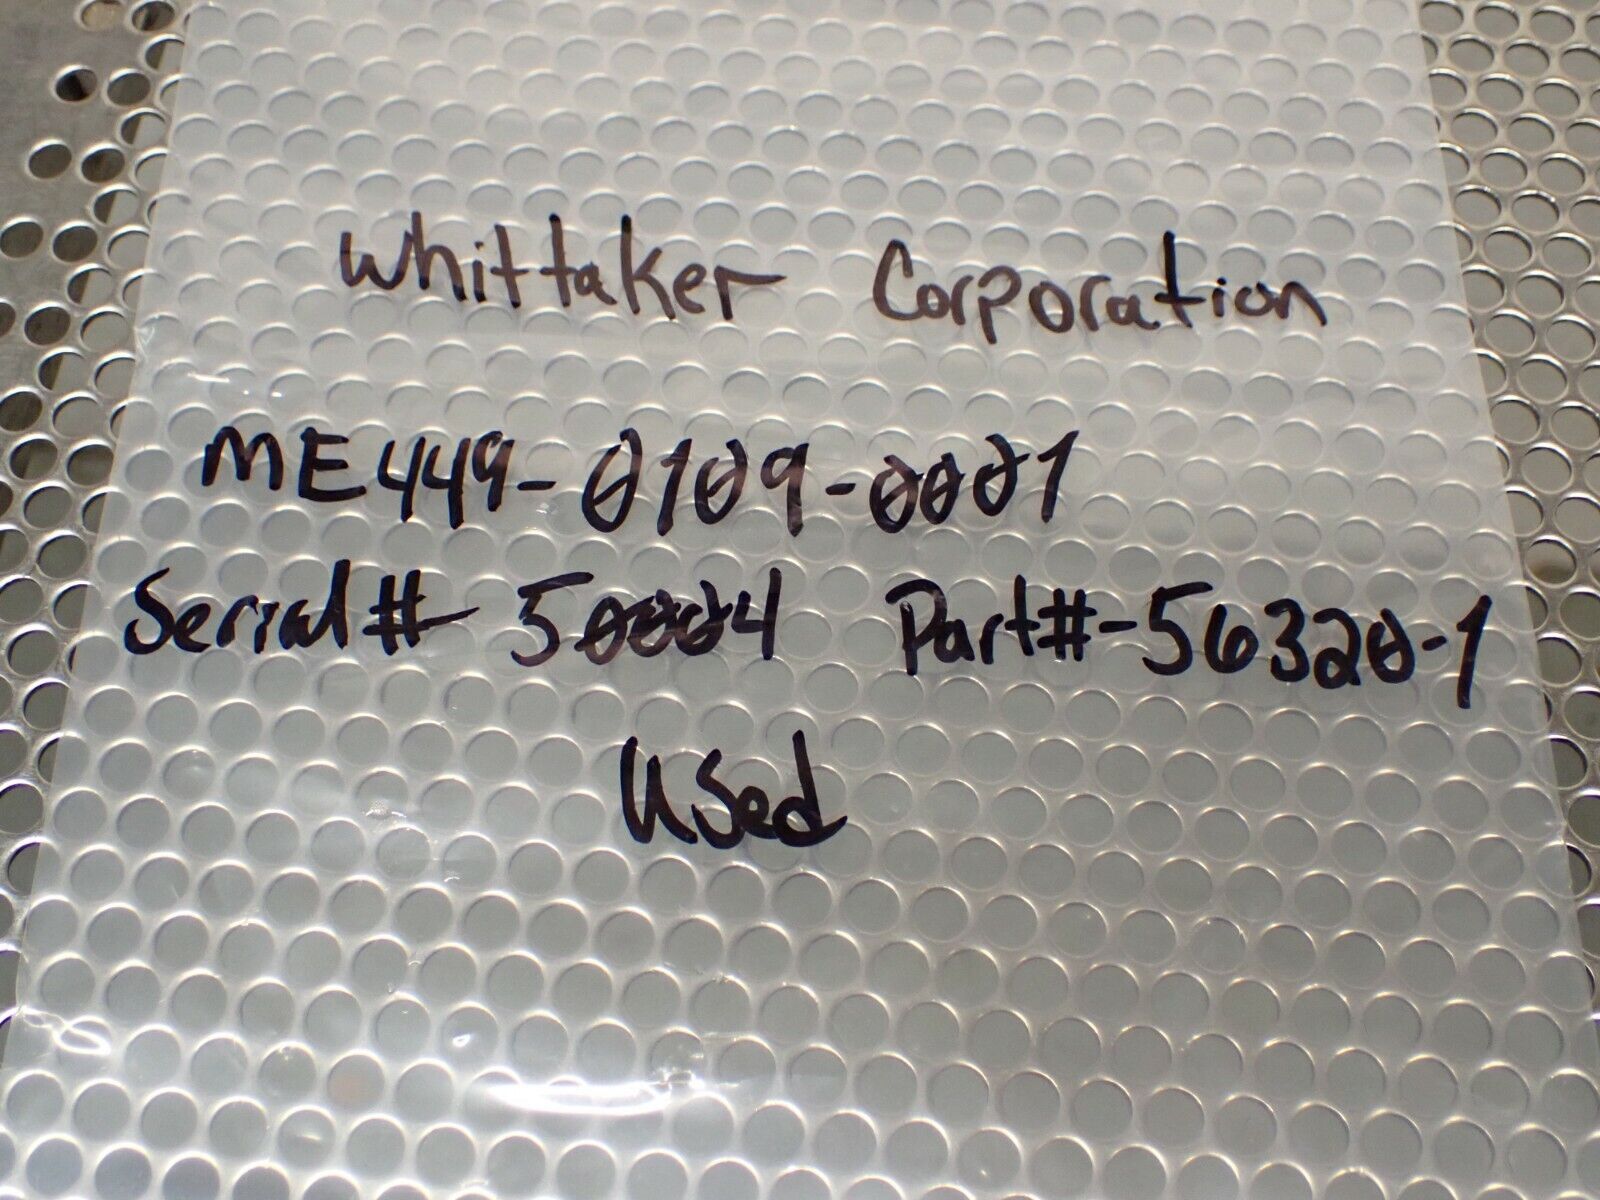 Whittaker Corporation
ME449-0109-0001
Serial# 50004 Part#-56320-1
Used